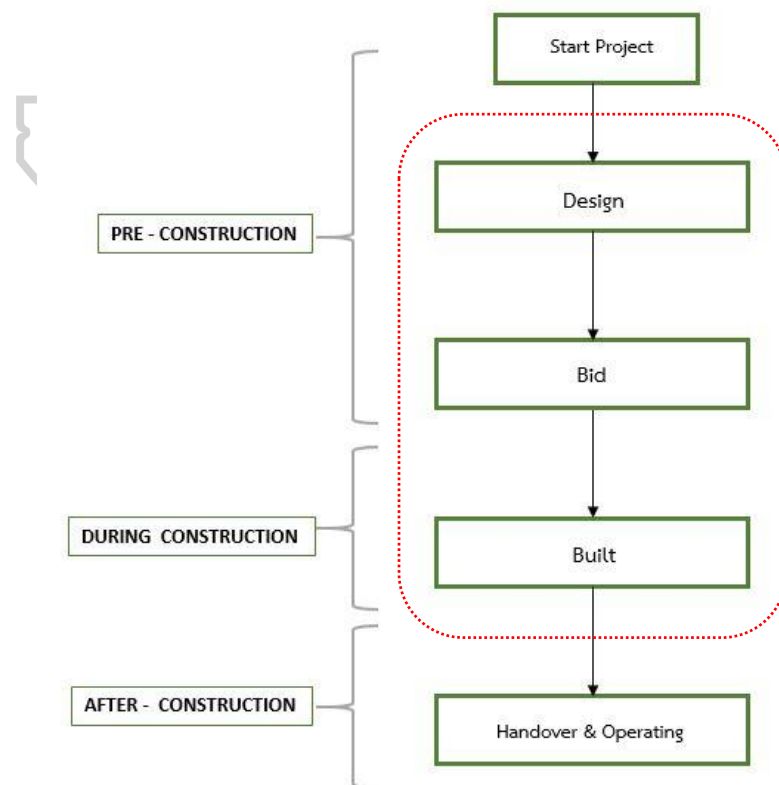 Start Project
Design
PRE - CONSTRUCTION
Bid
DURING CONSTRUCTION
Built
AFTER - CONSTRUCTION
Handover & Operating